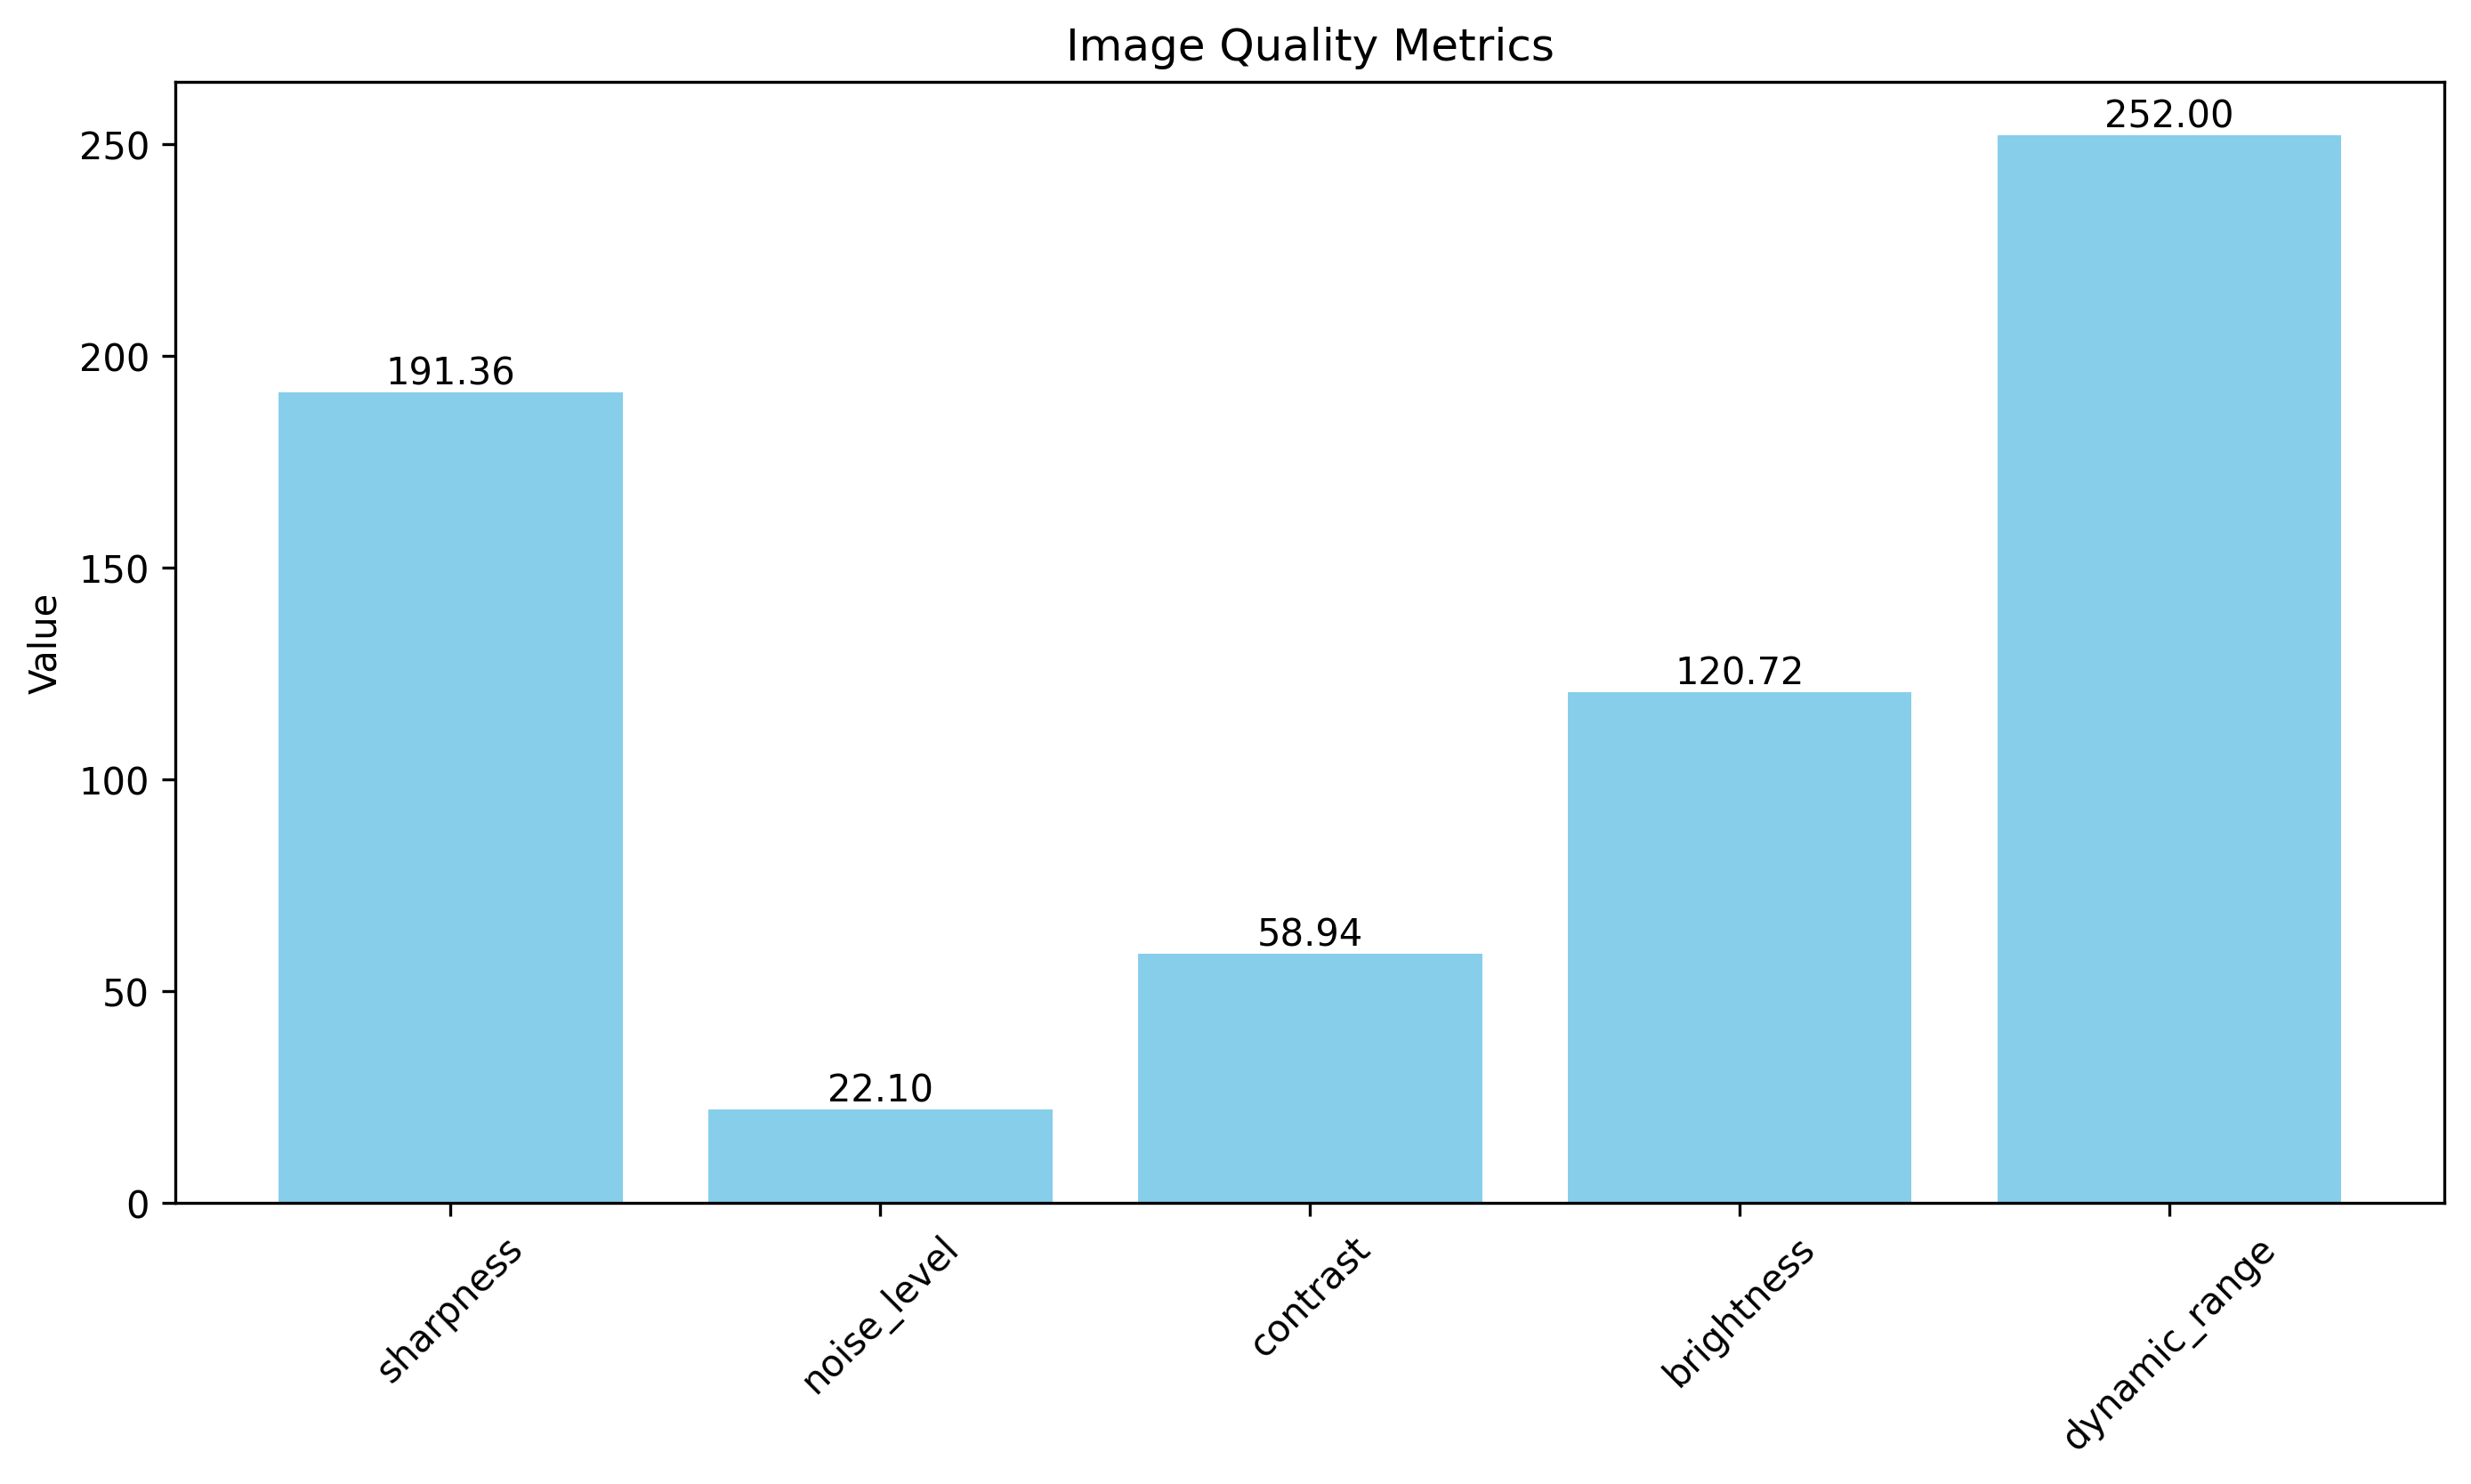 Image Quality Metrics
Value
250
200
150
100
50
0
191.36
22.10
58.94
120.72
252.00
sharpness
noise_level
contrast
brightness
dynamic_range